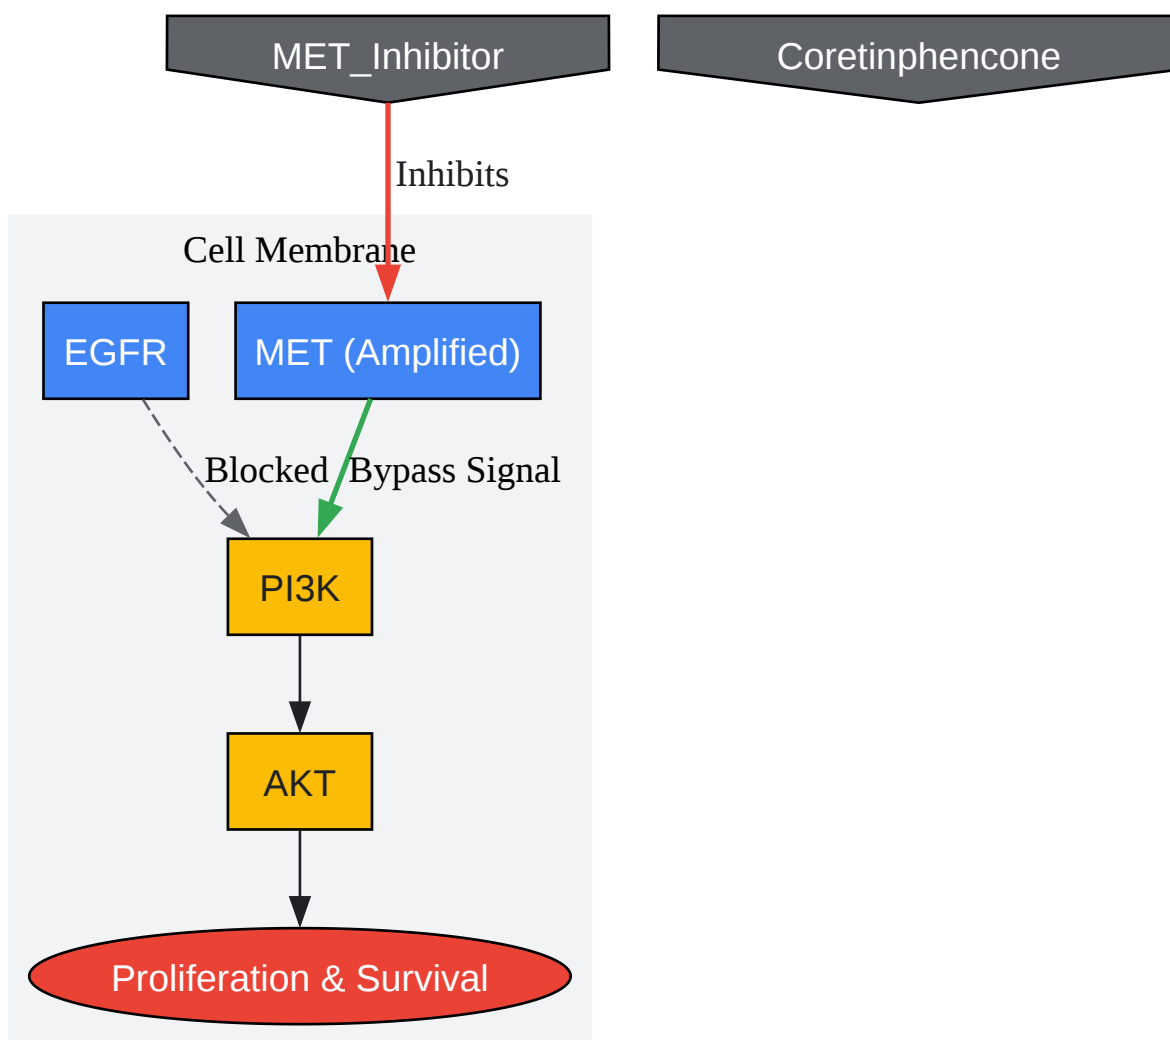 MET_Inhibitor
Coretinphencone
Inhibits
Cell Membrane
EGFR
MET (Amplified)
Blocked
Bypass Signal
PI3K
AKT
Proliferation & Survival